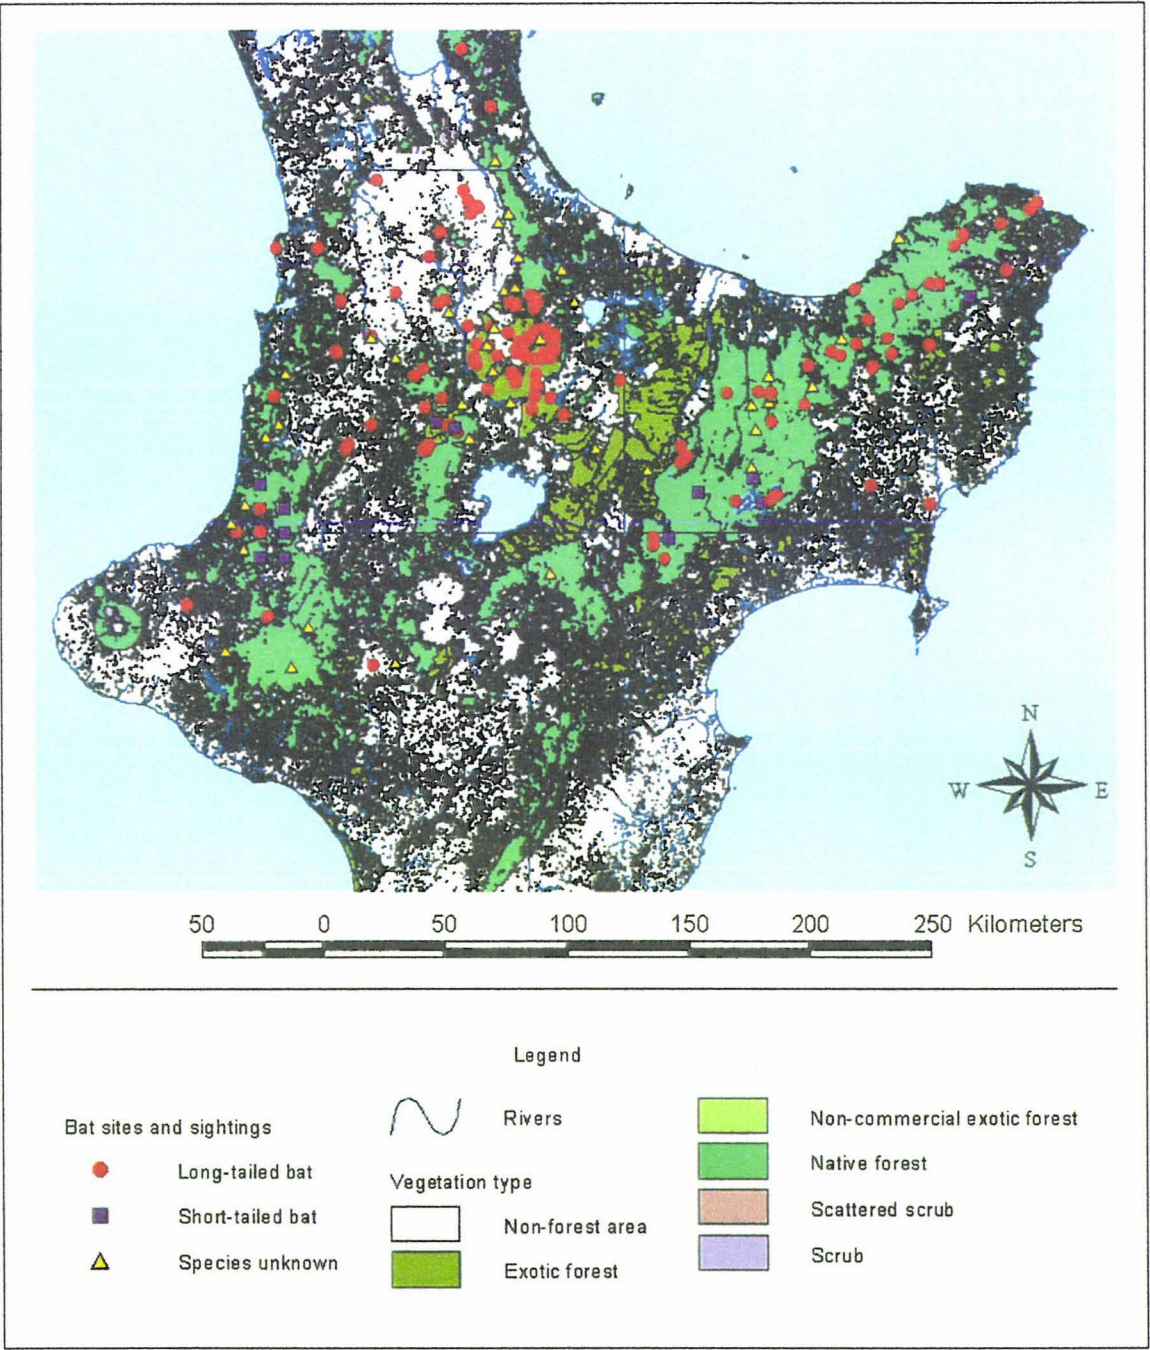 N
W E
S
50 0 50 100 150 200 250 Kilometers
Legend
Bat sites and sightings
Long-tailed bat
Short-tailed bat
Species unknown
Rivers
Vegetation type
Non-forest area
Exotic forest
Non-commercial exotic forest
Native forest
Scattered scrub
Scrub